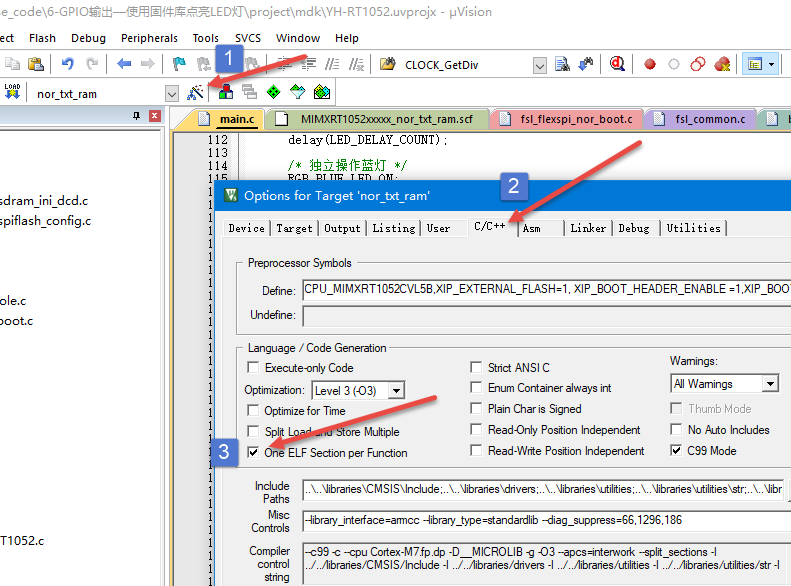 se_code\6-GPIO输出—使用固件库点亮LED灯\project\mdk\YH-RT1052.uvprojx - µVision
ect Flash Debug Peripherals Tools SVCS Window Help
1
CLOCK_GetDiv
LOAD
nor_txt_ram
main.c MIMXRT1052xxxxx_nor_txt_ram.scf fsl_flexspi_nor_boot.c fsl_common.c
112 delay(LED_DELAY_COUNT);
113
114 /* 独立操作蓝灯 */
115 RGB_BLUE_LED_ON;
sdram_ini_dcd.c
spiflash_config.c
ole.c
boot.c
T1052.c
2
Options for Target 'nor_txt_ram'
Device Target Output Listing User C/C++ Asm Linker Debug Utilities
Preprocessor Symbols
Define: CPU_MIMXRT1052CVL5B,XIP_EXTERNAL_FLASH=1, XIP_BOOT_HEADER_ENABLE =1,XIP_BOO
Undefine:
Language / Code Generation
Execute-only Code
Optimization: Level 3 (-O3)
Optimize for Time
Split Load and Store Multiple
3
One ELF Section per Function
Strict ANSI C
Enum Container always int
Plain Char is Signed
Read-Only Position Independent
Read-Write Position Independent
Warnings:
All Warnings
Thumb Mode
No Auto Includes
C99 Mode
Include
Paths
..\..\libraries\CMSIS\Include;..\..\libraries\drivers;..\..\libraries\utilities;..\..\libraries\utilities\str;..\..\libr
Misc
Controls
--library_interface=armcc --library_type=standardlib --diag_suppress=66,1296,186
Compiler
control
string
--c99 -c --cpu Cortex-M7.fp.dp -D__MICROLIB -g -O3 --apcs=interwork --split_sections -I
../../libraries/CMSIS/Include -I ../../libraries/drivers -I ../../libraries/utilities -I ../../libraries/utilities/str -I